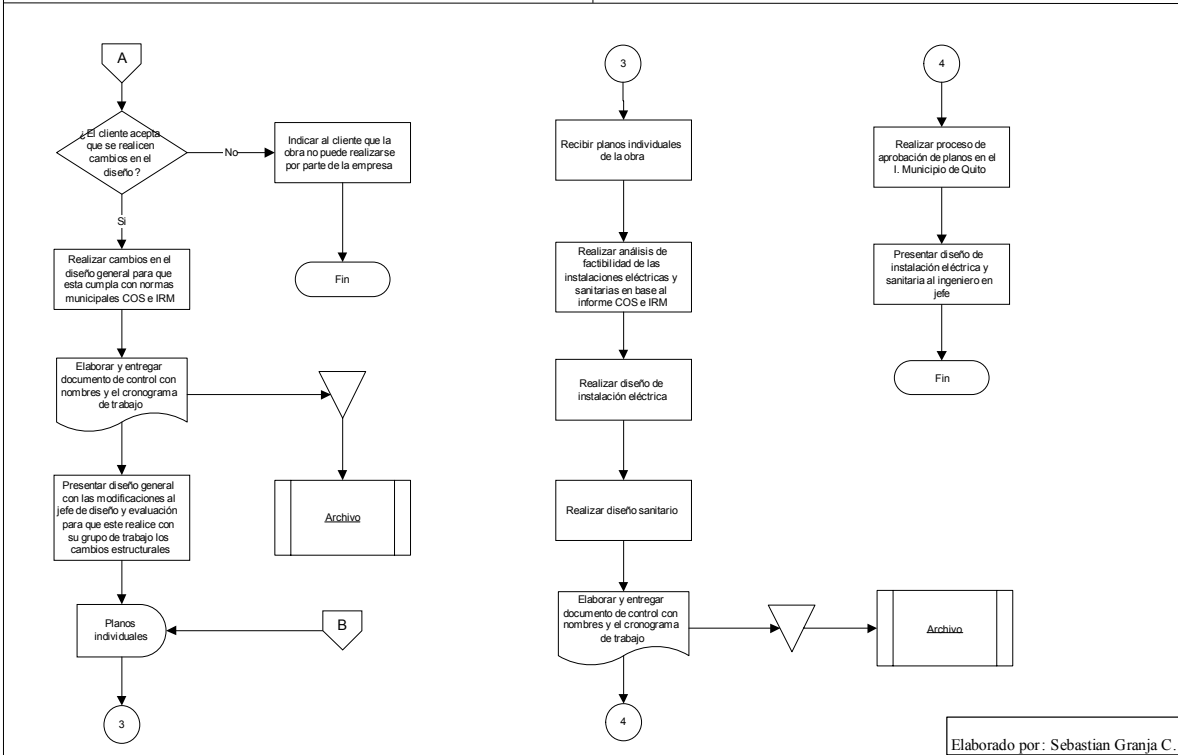 A
¿El cliente acepta
que se realicen
cambios en el
diseño?
No
Indicar al cliente que la
obra no puede realizarse
por parte de la empresa
Fin
Si
Realizar cambios en el
diseño general para que
esta cumpla con normas
municipales COS e IRM
Elaborar y entregar
documento de control con
nombres y el cronograma
de trabajo
Archivo
Presentar diseño general
con las modificaciones al
jefe de diseño y evaluación
para que este realice con
su grupo de trabajo los
cambios estructurales
Planos
individuales
B
3
3
Recibir planos individuales
de la obra
Realizar análisis de
factibilidad de las
instalaciones eléctricas y
sanitarias en base al
informe COS e IRM
Realizar diseño de
instalación eléctrica
Realizar diseño sanitario
Elaborar y entregar
documento de control con
nombres y el cronograma
de trabajo
Archivo
4
4
Realizar proceso de
aprobación de planos en el
I. Municipio de Quito
Presentar diseño de
instalación eléctrica y
sanitaria al ingeniero en
jefe
Fin
Elaborado por: Sebastian Granja C.